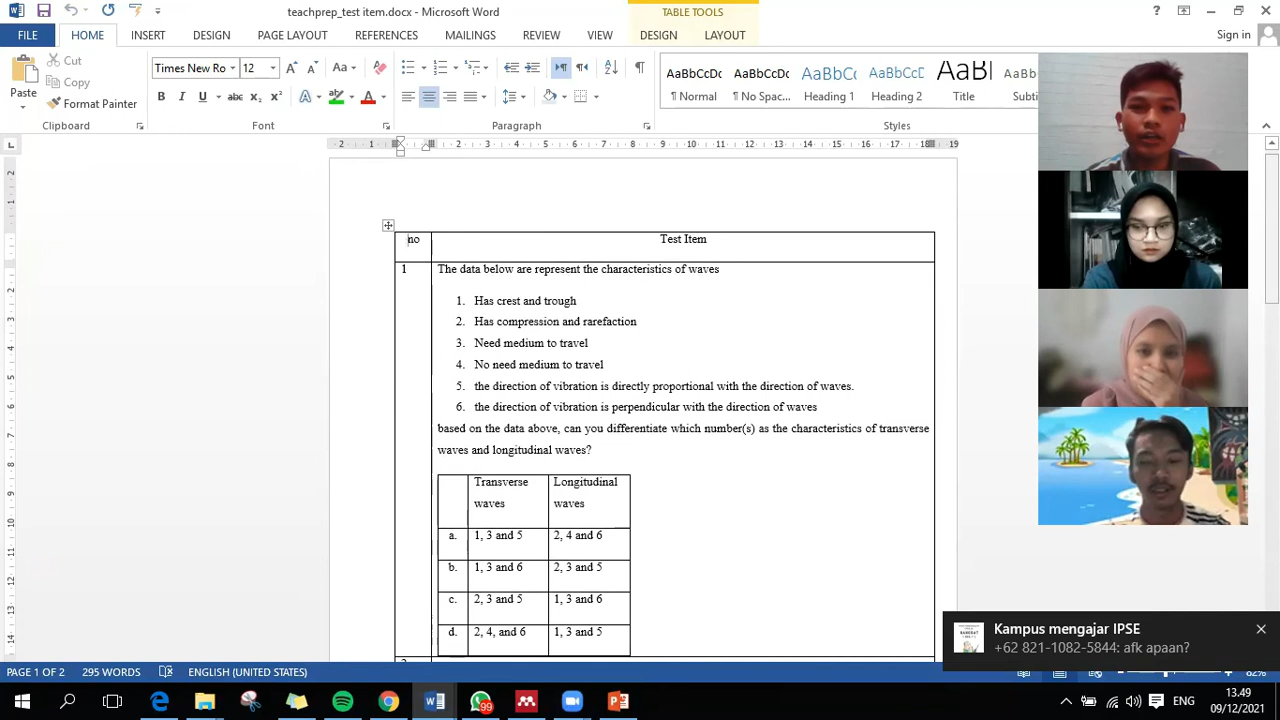 teachprep_test item.docx - Microsoft Word
TABLE TOOLS
FILE HOME INSERT DESIGN PAGE LAYOUT REFERENCES MAILINGS REVIEW VIEW DESIGN LAYOUT
Sign in
Cut
Copy
Format Painter
Paste
Clipboard
Times New Ro 12
Font
Paragraph
AaBbCcDc AaBbCcDc AaBbC AaBbCcD AaB
¶ Normal ¶ No Spac... Heading 1 Heading 2 Title
Styles
no Test Item
1 The data below are represent the characteristics of waves
1. Has crest and trough
2. Has compression and rarefaction
3. Need medium to travel
4. No need medium to travel
5. the direction of vibration is directly proportional with the direction of waves.
6. the direction of vibration is perpendicular with the direction of waves
based on the data above, can you differentiate which number(s) as the characteristics of transverse
waves and longitudinal waves?
Transverse waves Longitudinal waves
a. 1, 3 and 5 2, 4 and 6
b. 1, 3 and 6 2, 3 and 5
c. 2, 3 and 5 1, 3 and 6
d. 2, 4, and 6 1, 3 and 5
Kampus mengajar IPSE
+62 821-1082-5844: afk apaan?
PAGE 1 OF 2 295 WORDS ENGLISH (UNITED STATES)
99
ENG
13.49
09/12/2021